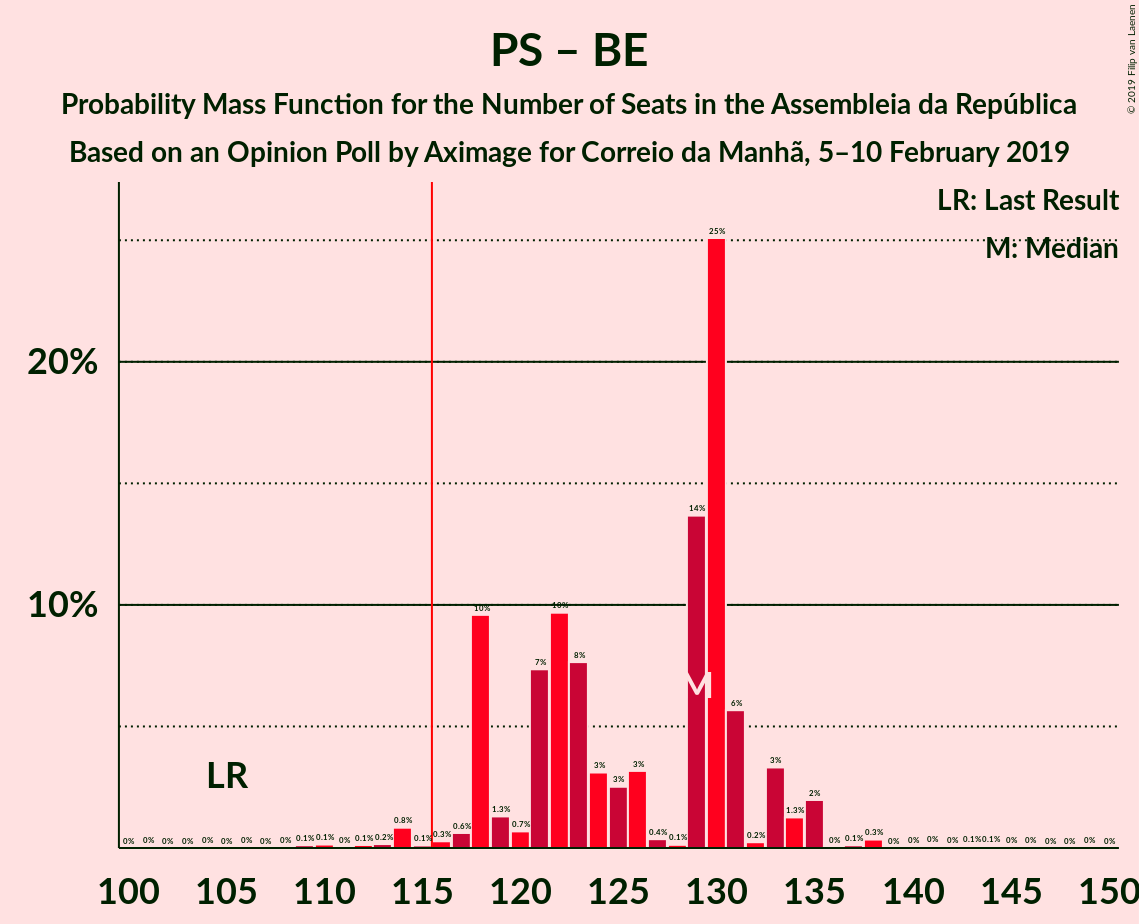 PS – BE
Probability Mass Function for the Number of Seats in the Assembleia da República
Based on an Opinion Poll by Aximage for Correio da Manhã, 5–10 February 2019
© 2019 Filip van Laenen
LR: Last Result
M: Median
20%
10%
LR
M
0% 0% 0% 0% 0% 0% 0% 0% 0% 0.1% 0.1% 0% 0.1% 0.2% 0.8% 0.1% 0.3% 0.6% 10% 1.3% 0.7% 7% 10% 8% 3% 3% 3% 0.4% 0.1% 14% 25% 6% 0.2% 3% 1.3% 2% 0% 0.1% 0.3% 0% 0% 0% 0% 0.1% 0.1% 0% 0% 0% 0% 0% 0%
100 105 110 115 120 125 130 135 140 145 150